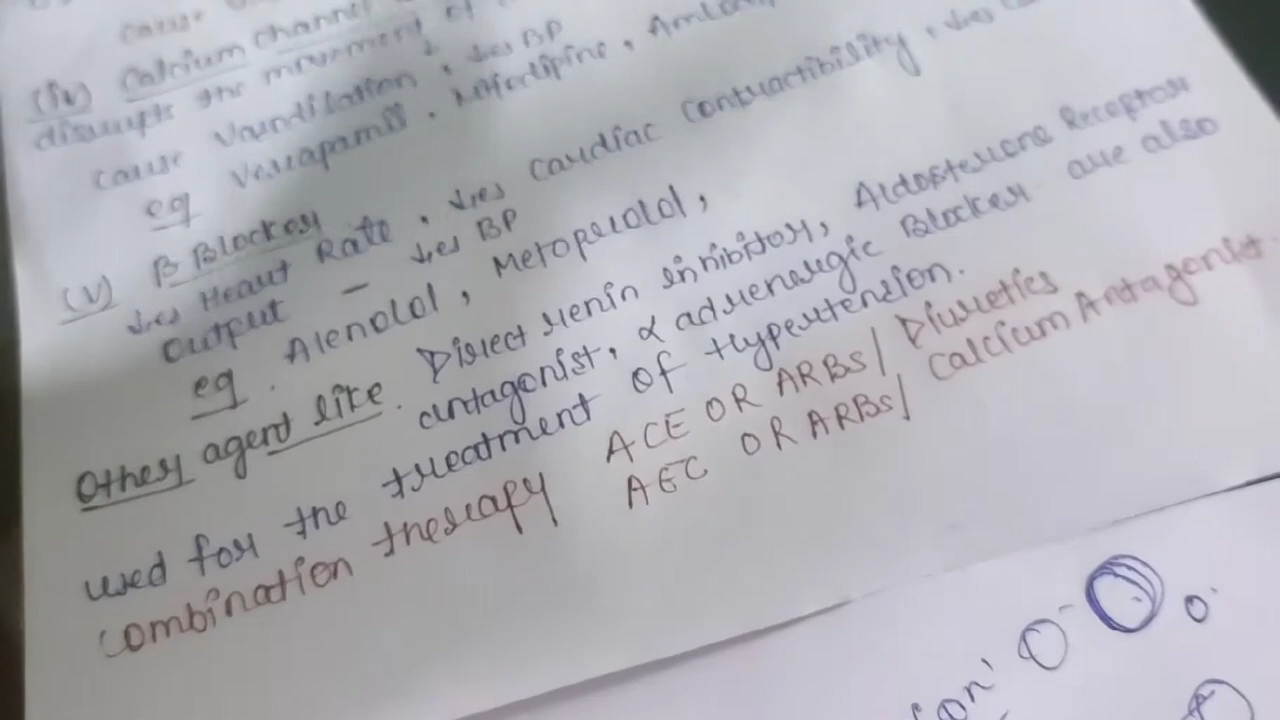 cause
(iv) Calcium channel
disrupts the movement of
cause Vasodilation, ↓es BP
eg Verapamil, Nifedipine, Amlo
(v) β Blocker
↓es Heart Rate, ↓es cardiac contractibility, ↓es
output – ↓es BP
eg. Atenolol, Metoprolol,
Other agent like. Direct renin inhibitor, Aldosterone Receptor
antagonist, α adrenergic Blocker are also
used for the treatment of Hypertension.
combination therapy ACE OR ARBS/ Diuretics
AEC OR ARBS/ Calcium Antagonist